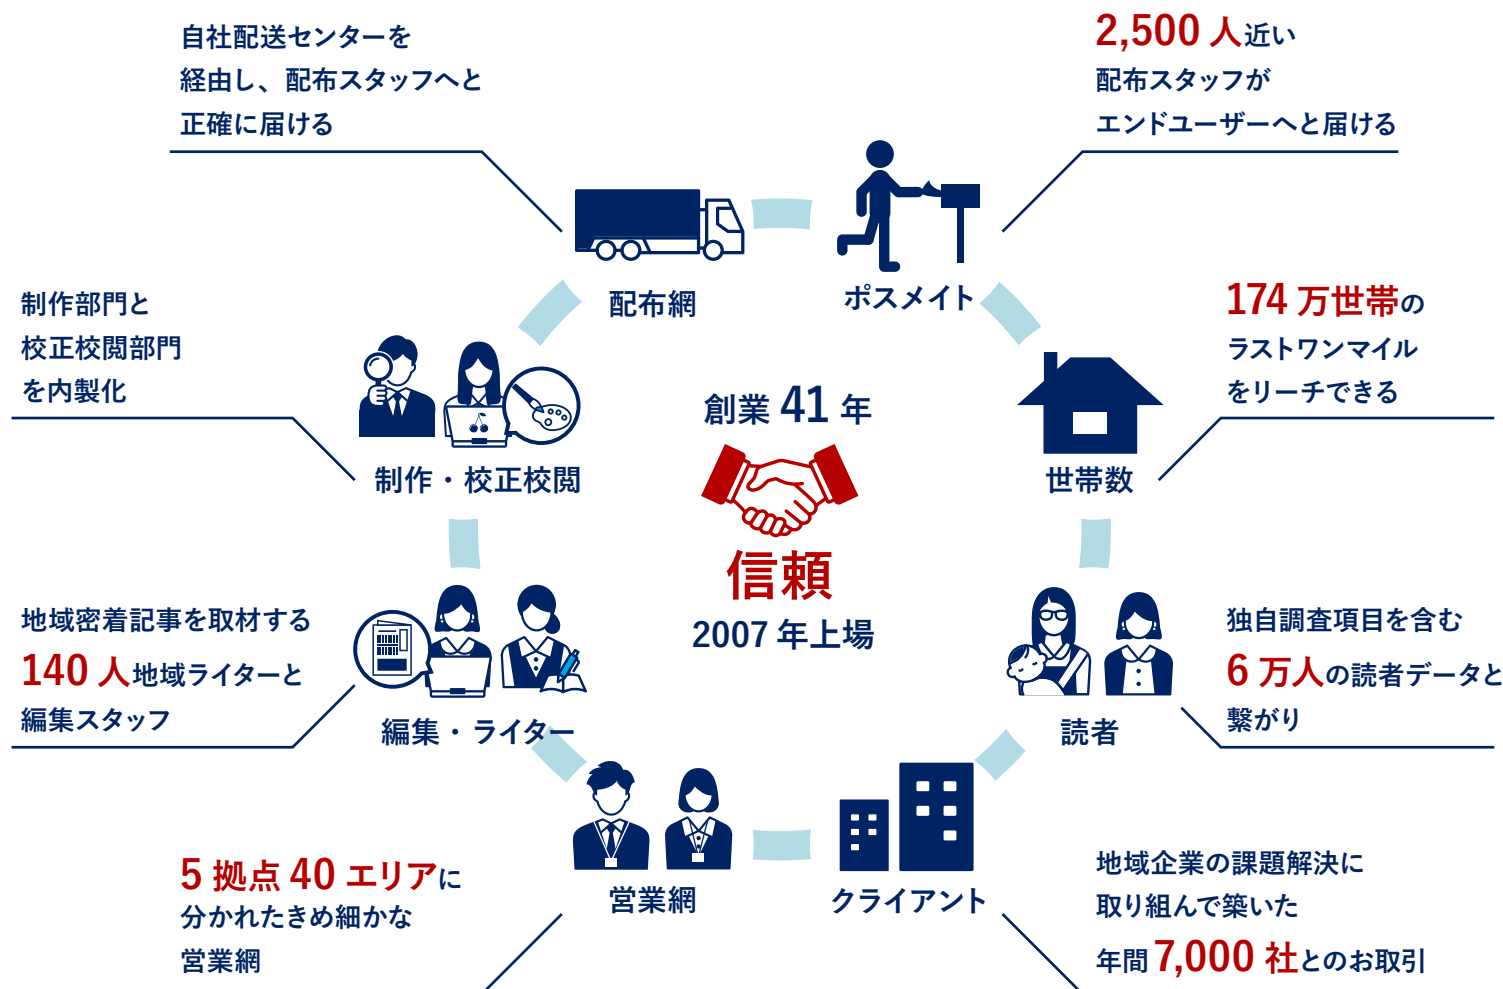 自社配送センターを
経由し、配布スタッフへと
正確に届ける
2,500 人近い
配布スタッフが
エンドユーザーへと届ける
配布網
ポスメイト
制作部門と
校正校閲部門
を内製化
174 万世帯の
ラストワンマイル
をリーチできる
制作・校正校閲
世帯数
創業 41 年
信頼
2007 年上場
地域密着記事を取材する
140 人地域ライターと
編集スタッフ
独自調査項目を含む
6 万人の読者データと
繋がり
編集・ライター
読者
5 拠点 40 エリアに
分かれたきめ細かな
営業網
営業網
クライアント
地域企業の課題解決に
取り組んで築いた
年間 7,000 社とのお取引